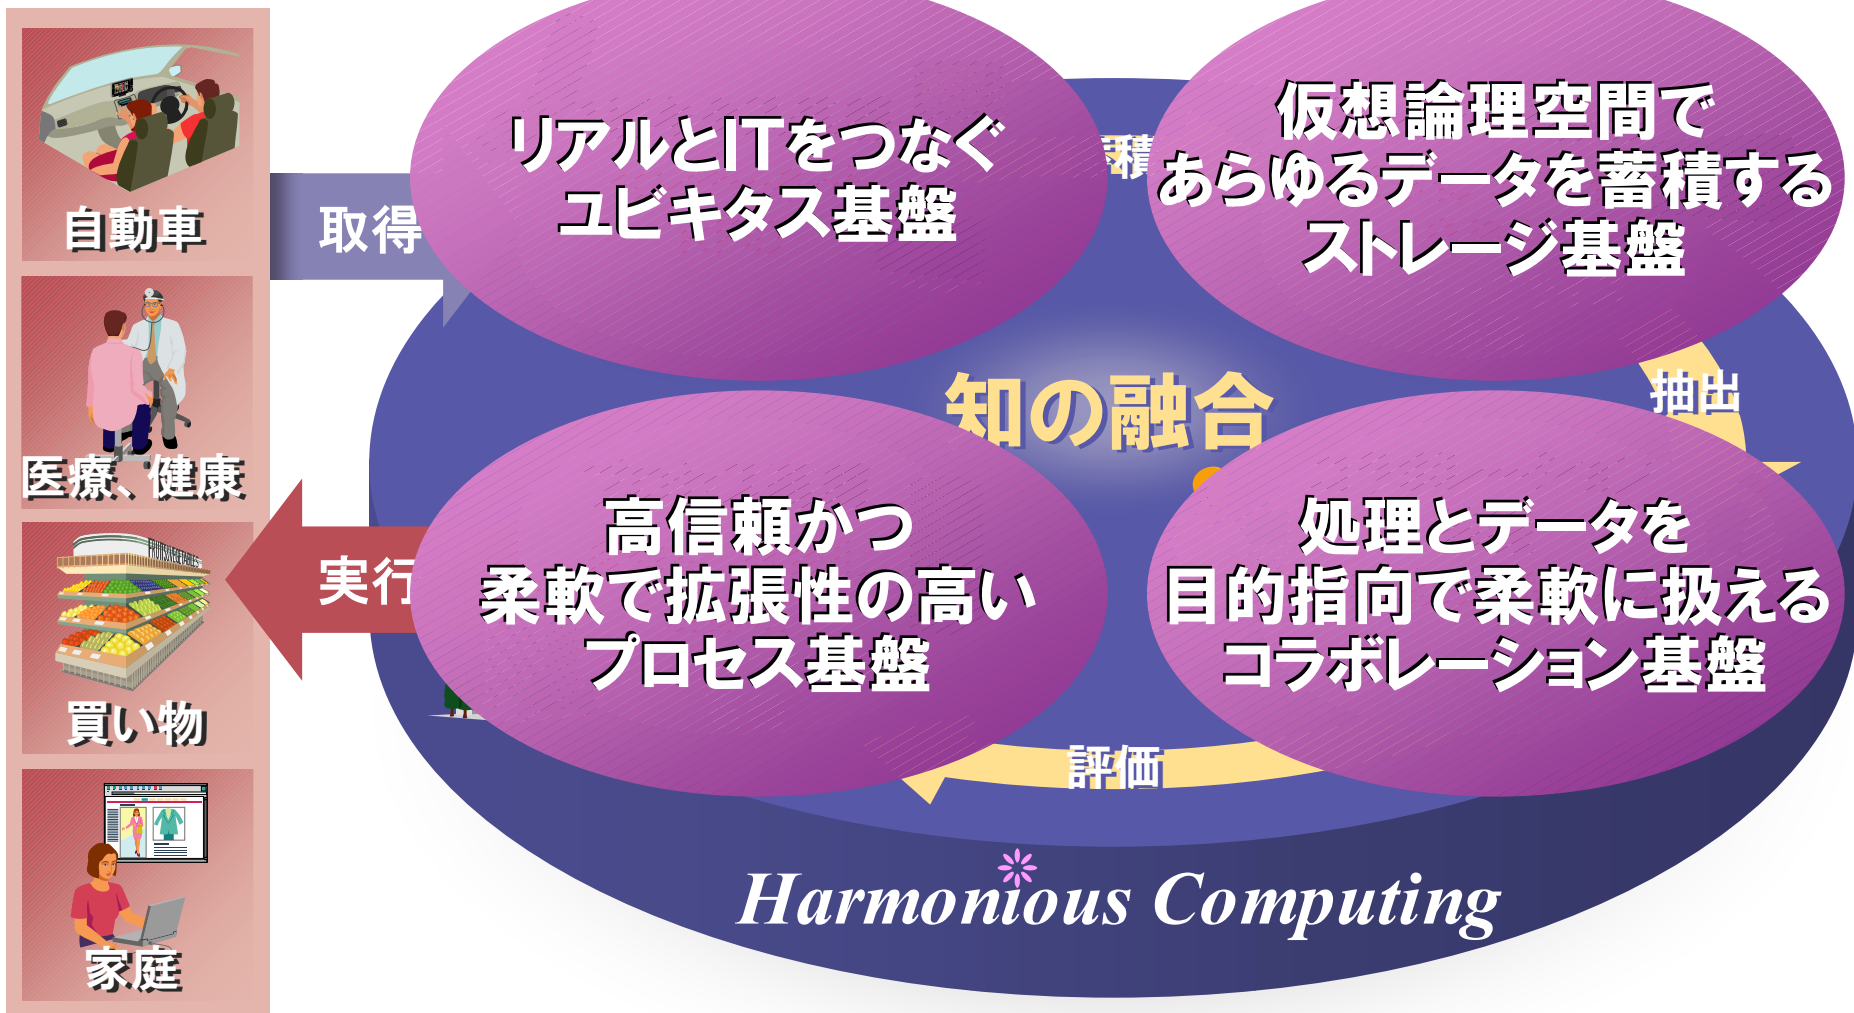 自動車
医療、健康
買い物
家庭
取得
実行
リアルとITをつなぐ
ユビキタス基盤
積
仮想論理空間で
あらゆるデータを蓄積する
ストレージ基盤
知の融合
抽出
高信頼かつ
柔軟で拡張性の高い
プロセス基盤
処理とデータを
目的指向で柔軟に扱える
コラボレーション基盤
評価
Harmonious Computing